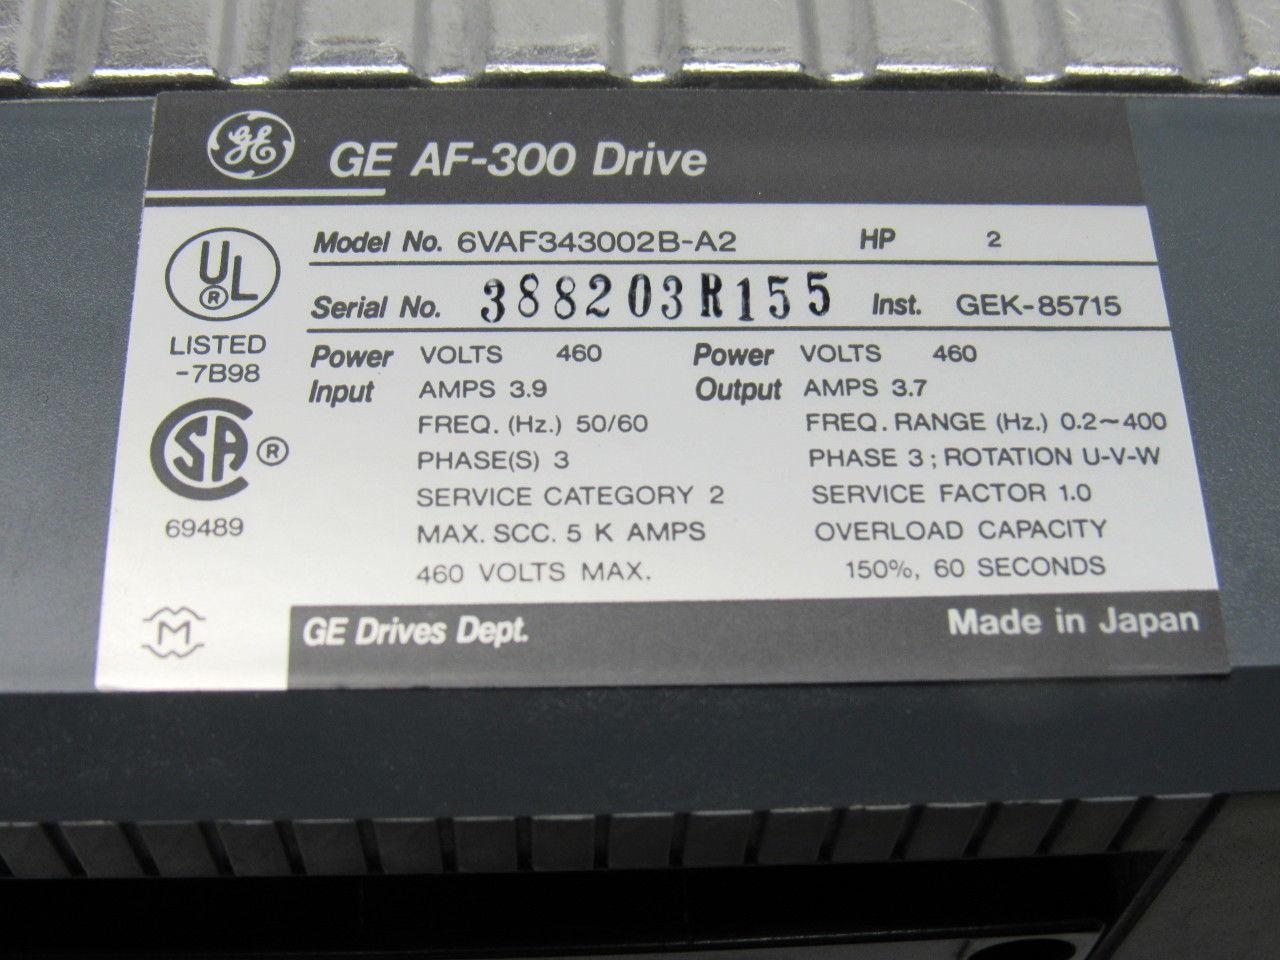 GE GE AF-300 Drive
UL ® Model No. 6VAF343002B-A2 HP 2
Serial No. 388203R155 Inst. GEK-85715
LISTED
-7B98
SA ®
69489
Power Input VOLTS 460
AMPS 3.9
FREQ. (Hz.) 50/60
PHASE(S) 3
SERVICE CATEGORY 2
MAX. SCC. 5 K AMPS
460 VOLTS MAX.
Power Output VOLTS 460
AMPS 3.7
FREQ. RANGE (Hz.) 0.2~400
PHASE 3 ; ROTATION U-V-W
SERVICE FACTOR 1.0
OVERLOAD CAPACITY
150%, 60 SECONDS
M
GE Drives Dept.
Made in Japan